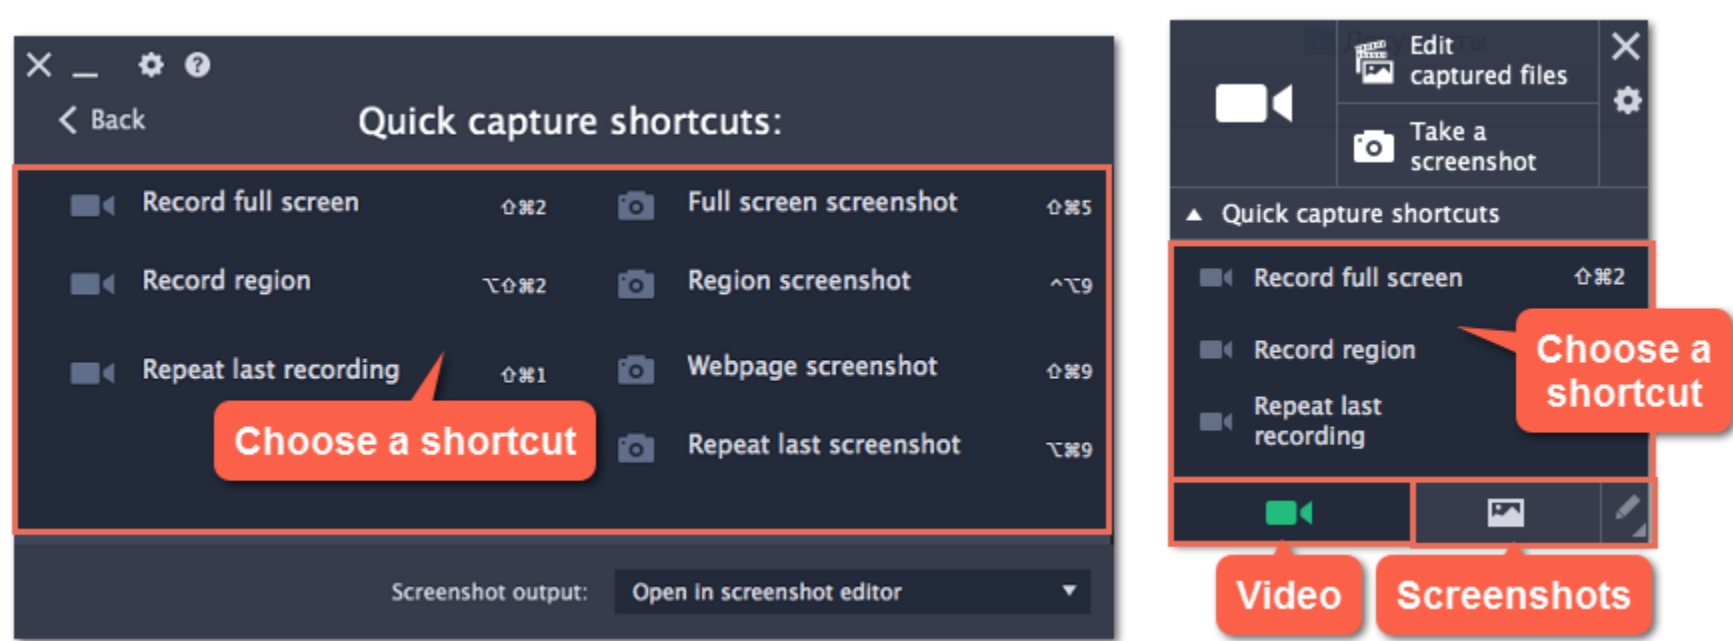 Back
Quick capture shortcuts:
Record full screen ⇧⌘2
Record region ⌥⇧⌘2
Repeat last recording ⇧⌘1
Full screen screenshot ⇧⌘5
Region screenshot ^⌥9
Webpage screenshot ⇧⌘9
Repeat last screenshot ⌥⌘9
Choose a shortcut
Screenshot output: Open in screenshot editor
Edit
captured files
Take a
screenshot
Quick capture shortcuts
Record full screen ⇧⌘2
Record region
Repeat last
recording
Choose a
shortcut
Video
Screenshots